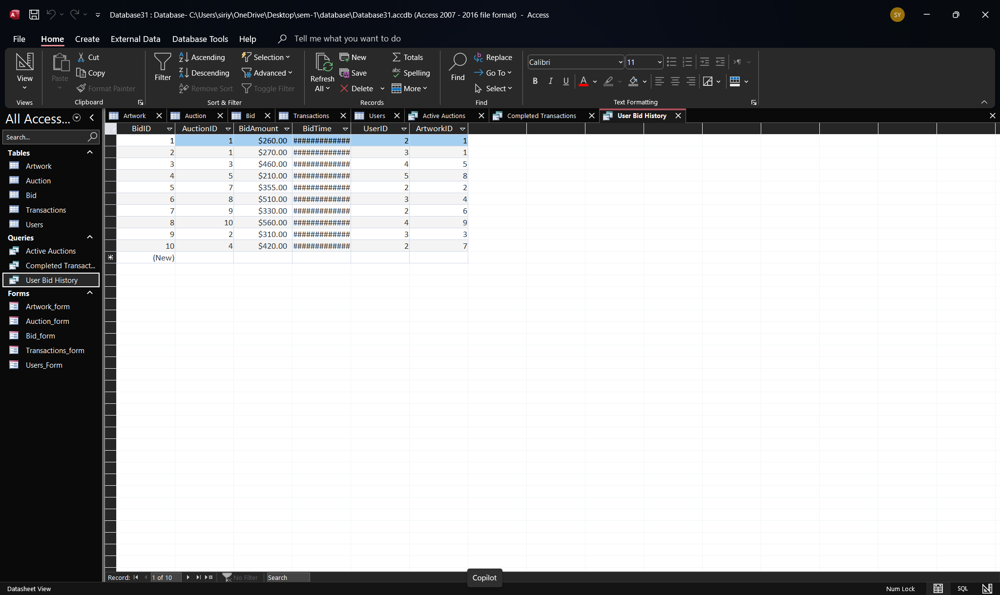 Database31 : Database- C:\Users\siriy\OneDrive\Desktop\sem-1\database\Database31.accdb (Access 2007 - 2016 file format) - Access
SY
File Home Create External Data Database Tools Help Tell me what you want to do
View
Views
Paste
Cut
Copy
Format Painter
Clipboard
Filter
Ascending
Descending
Remove Sort
Selection
Advanced
Toggle Filter
Sort & Filter
Refresh
All
New
Save
Delete
Totals
Spelling
More
Records
Find
Replace
Go To
Select
Find
Calibri 11
B I U A
Text Formatting
All Access...
Search...
Tables
Artwork
Auction
Bid
Transactions
Users
Queries
Active Auctions
Completed Transact...
User Bid History
Forms
Artwork_form
Auction_form
Bid_form
Transactions_form
Users_Form
Artwork Auction Bid Transactions Users Active Auctions Completed Transactions User Bid History
BidID AuctionID BidAmount BidTime UserID ArtworkID
1 1 $260.00 ############# 2 1
2 1 $270.00 ############# 3 1
3 3 $460.00 ############# 4 5
4 5 $210.00 ############# 5 8
5 7 $355.00 ############# 2 2
6 8 $510.00 ############# 3 4
7 9 $330.00 ############# 2 6
8 10 $560.00 ############# 4 9
9 2 $310.00 ############# 3 3
10 4 $420.00 ############# 2 7
(New)
Record: 1 of 10 No Filter Search
Copilot
Datasheet View
Num Lock SQL